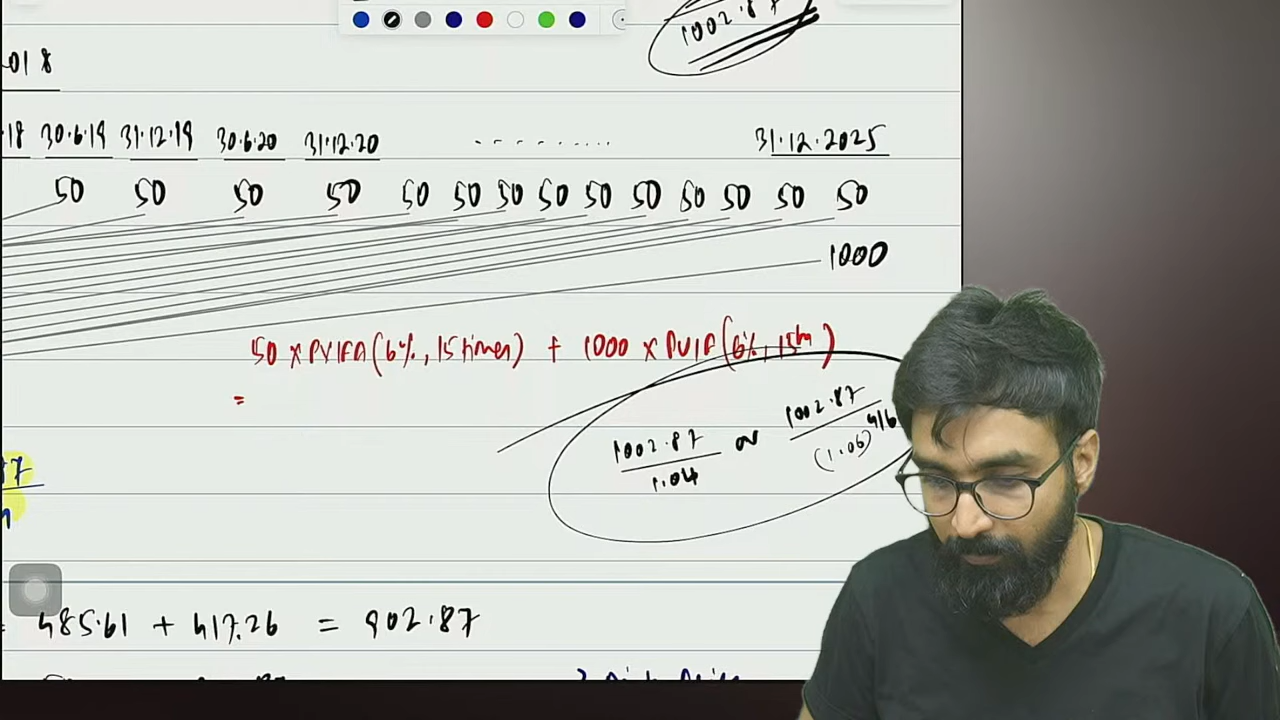 1002.87
018
18 30.6.19 31.12.19 30.6.20 31.12.20 ......... 31.12.2025
50 50 50 50 50 50 50 50 50 50 50 50 50 50
1000
50 × PVIFA (6%, 15 times) + 1000 × PVIF (6%, 15th)
=
1002.87 / 1.04 or 1002.87 / (1.06)^4/6
87
= 485.61 + 417.26 = 902.87